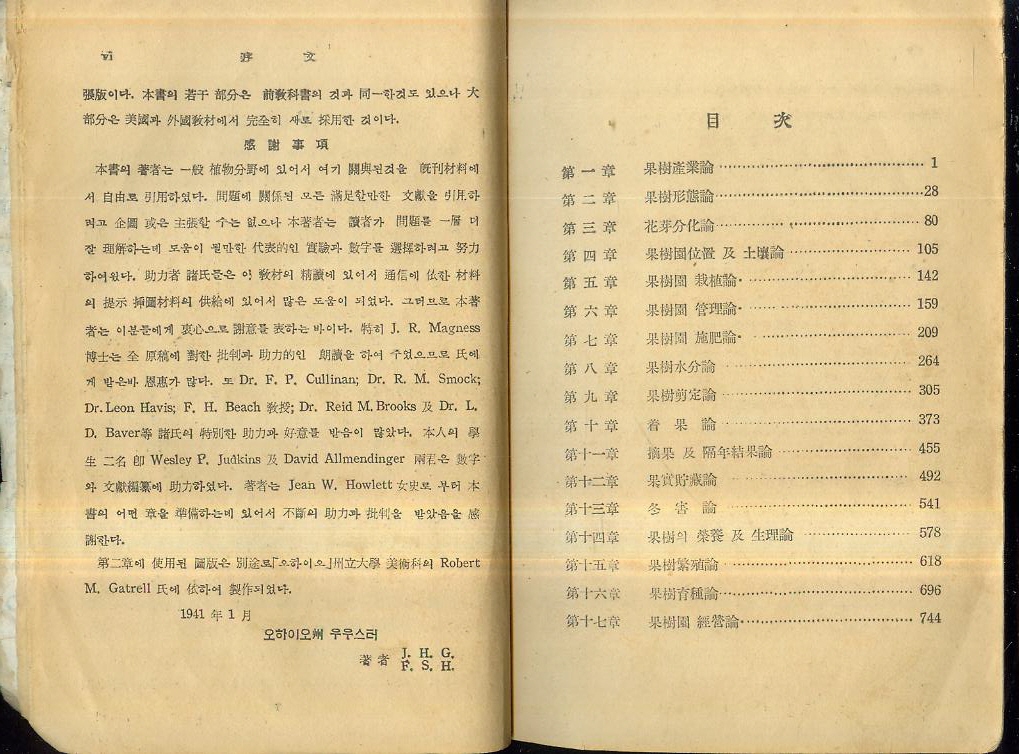 vi 序 文
張版이다. 本書의 若干 部分은 前敎科書의 것과 同一한것도 있으나 大
部分은 美國과 外國敎材에서 完全히 새로 採用한 것이다.
感 謝 事 項
本書의 著者는 一般 植物分野에 있어서 여기 關與된것을 旣刊材料에
서 自由로 引用하였다. 問題에 關係된 모든 滿足할만한 文獻을 引用하
려고 企圖 或은 主張할 수는 없으나 本著者는 讀者가 問題를 一層 더
잘 理解하는데 도움이 될만한 代表的인 實驗과 數字를 選擇하려고 努力
하여왔다. 助力者 諸氏들은 이 敎材의 精讀에 있어서 通信에 依한 材料
의 提示 揷圖材料의 供給에 있어서 많은 도움이 되었다. 그러므로 本著
者는 이분들에게 衷心으로 謝意를 表하는바이다. 特히 J. R. Magness
博士는 全 原稿에 對한 批判과 助力的인 朗讀을 하여 주었으므로 氏에
게 받은바 恩惠가 많다. 또 Dr. F. P. Cullinan; Dr. R. M. Smock;
Dr. Leon Havis; F. H. Beach 敎授; Dr. Reid M. Brooks 及 Dr. L.
D. Baver等 諸氏의 特別한 助力과 好意를 받음이 많았다. 本人의 學
生 二名 卽 Wesley P. Judkins 及 David Allmendinger 兩君은 數字
와 文獻編纂에 助力하였다. 著者는 Jean W. Howlett 女史로 부터 本
書의 어떤 章을 準備하는데 있어서 不斷의 助力과 批判을 받았음을 感
謝한다.
第二章에 使用된 圖版은 別途로「오하이오」州立大學 美術科의 Robert
M. Gatrell 氏에 依하여 製作되었다.
1941 年 1 月
오하이오州 우우스터
著 者 J. H. G.
F. S. H.
目 次
第 一 章 果樹產業論 1
第 二 章 果樹形態論 28
第 三 章 花芽分化論 80
第 四 章 果樹園位置 及 土壤論 105
第 五 章 果樹園 栽植論 142
第 六 章 果樹園 管理論 159
第 七 章 果樹園 施肥論 209
第 八 章 果樹水分論 264
第 九 章 果樹剪定論 305
第 十 章 着 果 論 373
第十一章 摘果 及 隔年結果論 455
第十二章 果實貯藏論 492
第十三章 冬 害 論 541
第十四章 果樹의 榮養 及 生理論 578
第十五章 果樹繁殖論 618
第十六章 果樹育種論 696
第十七章 果樹園 經營論 744